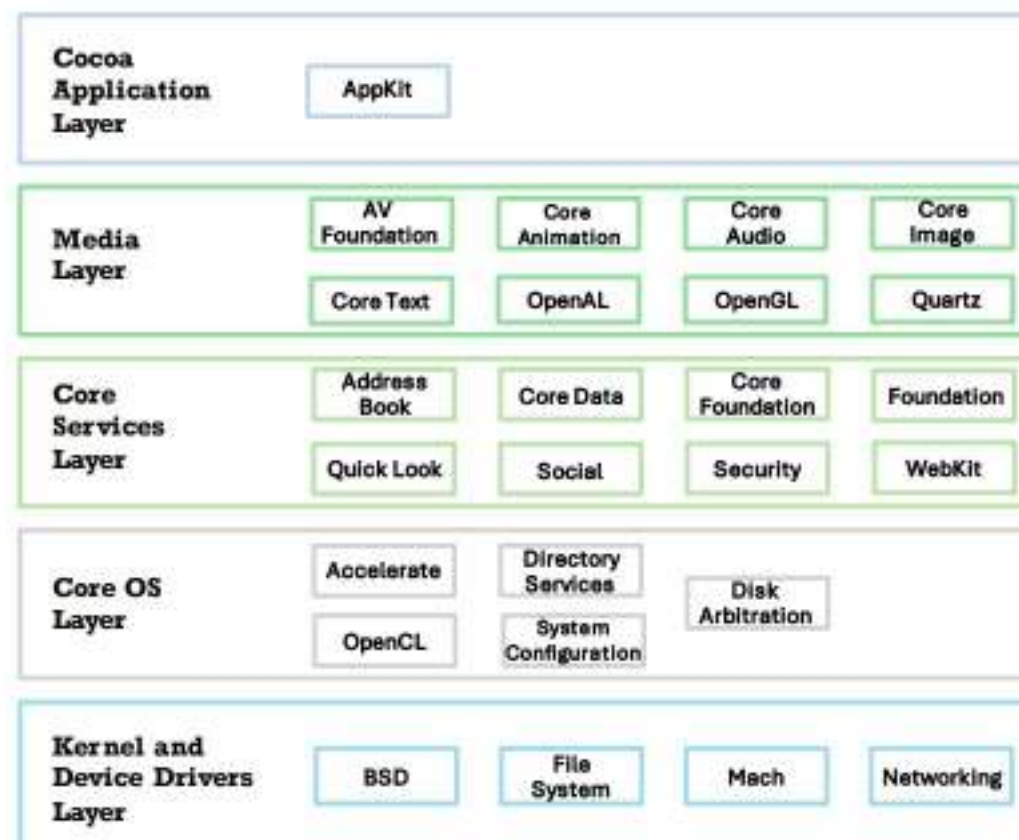 Cocoa
Application
Layer
AppKit
Media
Layer
AV
Foundation
Core
Animation
Core
Audio
Core
Image
Core Text
OpenAL
OpenGL
Quartz
Core
Services
Layer
Address
Book
Core Data
Core
Foundation
Foundation
Quick Look
Social
Security
WebKit
Core OS
Layer
Accelerate
Directory
Services
Disk
Arbitration
OpenCL
System
Configuration
Kernel and
Device Drivers
Layer
BSD
File
System
Mach
Networking